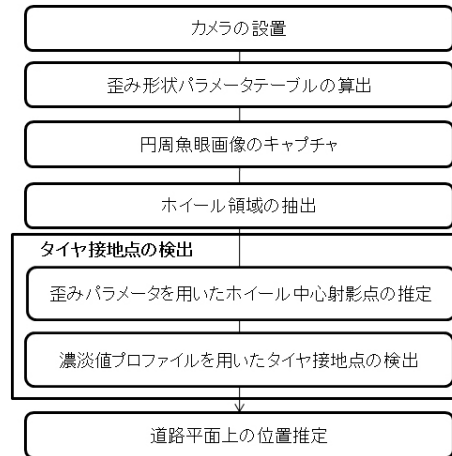 カメラの設置
歪み形状パラメータテーブルの算出
円周魚眼画像のキャプチャ
ホイール領域の抽出
タイヤ接地点の検出
歪みパラメータを用いたホイール中心射影点の推定
濃淡値プロファイルを用いたタイヤ接地点の検出
道路平面上の位置推定